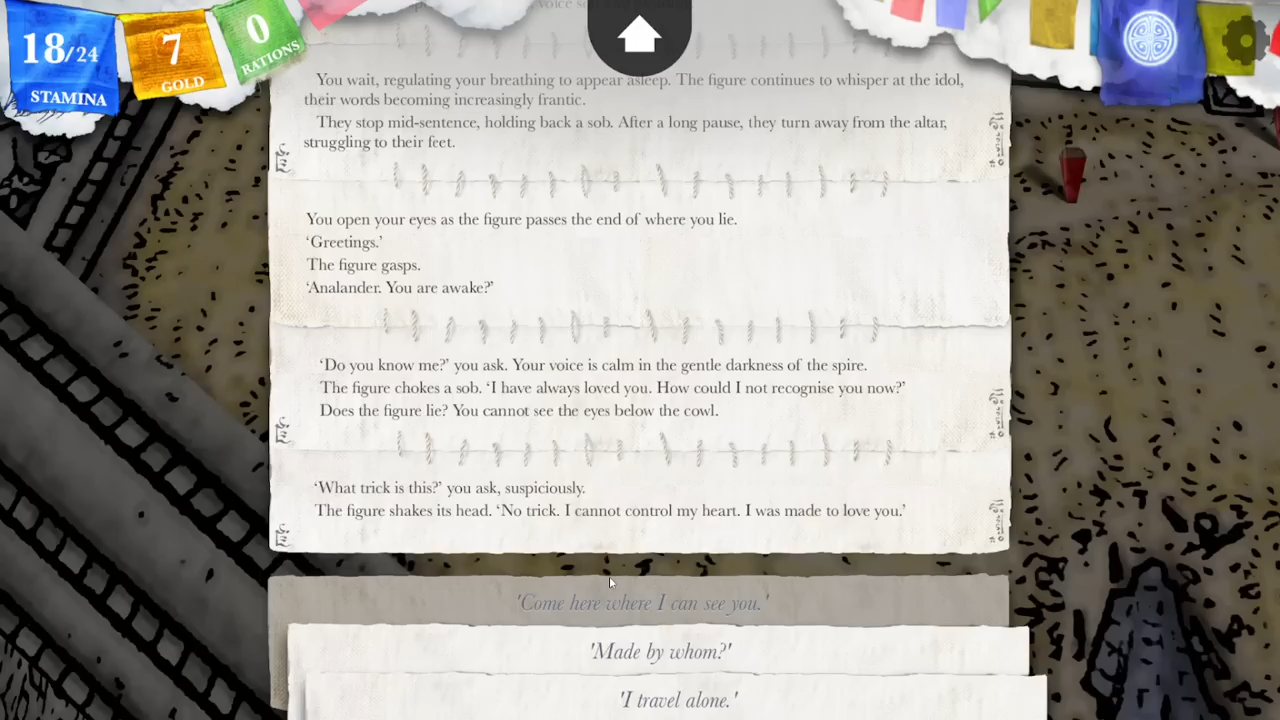 18/24
STAMINA
7
GOLD
0
RATIONS
You wait, regulating your breathing to appear asleep. The figure continues to whisper at the idol,
their words becoming increasingly frantic.
They stop mid-sentence, holding back a sob. After a long pause, they turn away from the altar,
struggling to their feet.
You open your eyes as the figure passes the end of where you lie.
‘Greetings.’
The figure gasps.
‘Analander. You are awake?’
‘Do you know me?’ you ask. Your voice is calm in the gentle darkness of the spire.
The figure chokes a sob. ‘I have always loved you. How could I not recognise you now?’
Does the figure lie? You cannot see the eyes below the cowl.
‘What trick is this?’ you ask, suspiciously.
The figure shakes its head. ‘No trick. I cannot control my heart. I was made to love you.’
'Come here where I can see you.'
'Made by whom?'
'I travel alone.'